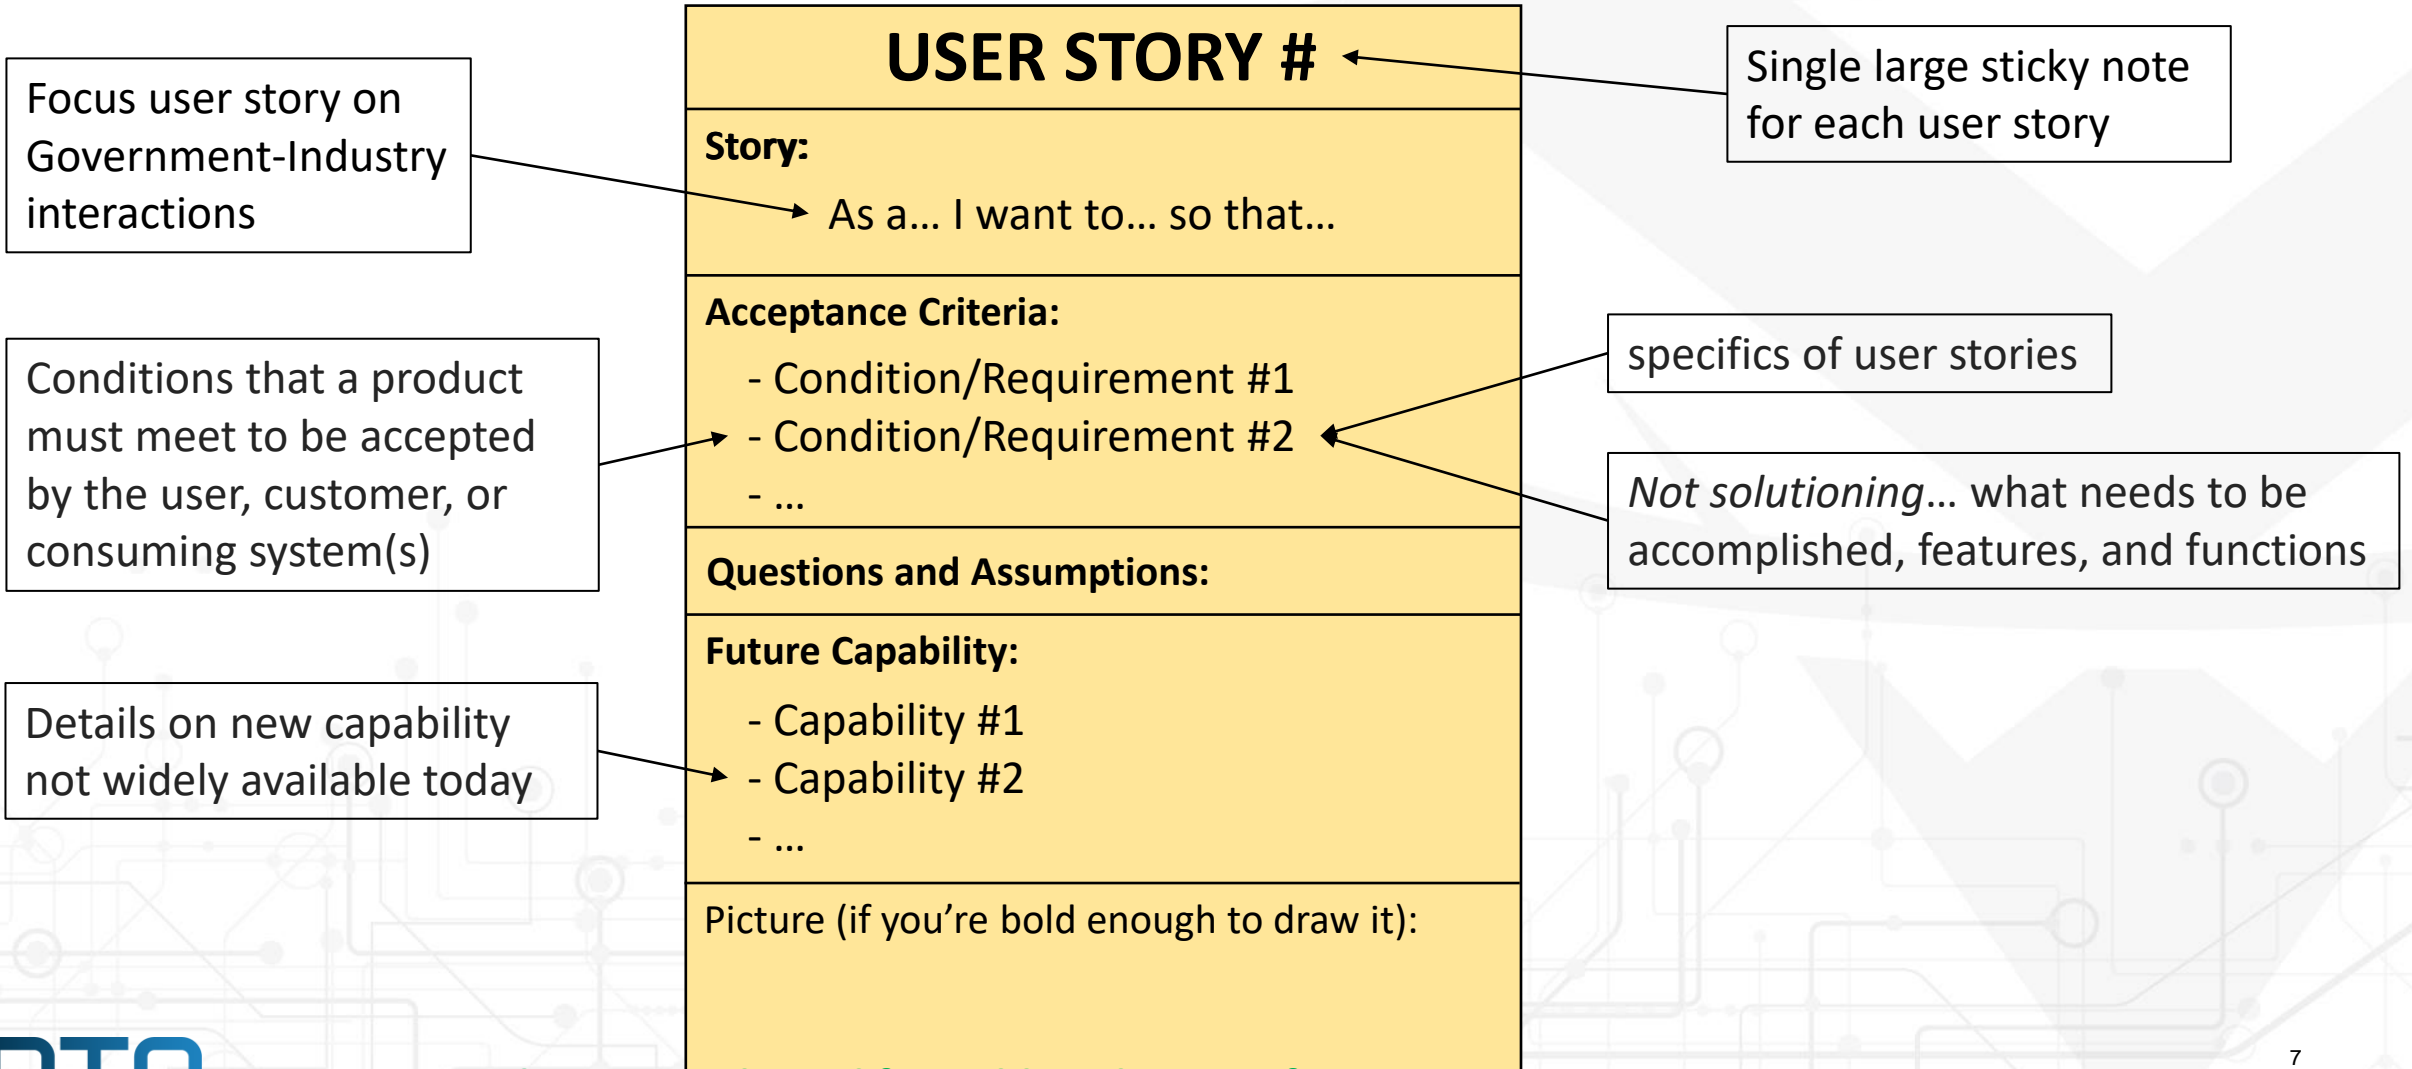 USER STORY #
Single large sticky note
for each user story
Focus user story on
Government-Industry
interactions
Story:
As a... I want to... so that...
Acceptance Criteria:
- Condition/Requirement #1
- Condition/Requirement #2
- ...
specifics of user stories
Conditions that a product
must meet to be accepted
by the user, customer, or
consuming system(s)
Not solutioning... what needs to be
accomplished, features, and functions
Questions and Assumptions:
Future Capability:
- Capability #1
- Capability #2
- ...
Details on new capability
not widely available today
Picture (if you're bold enough to draw it):
7